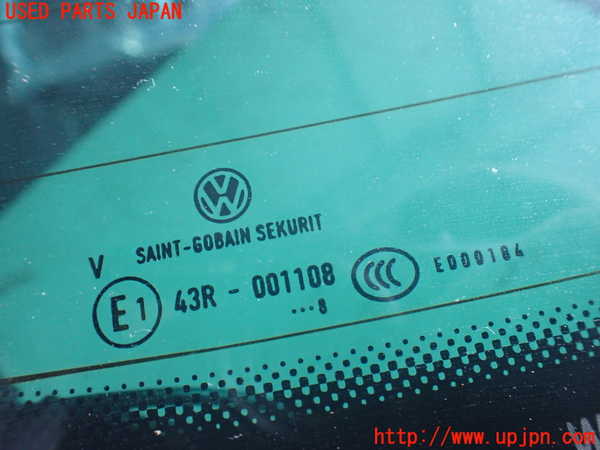 USED PARTS JAPAN
VW
SAINT-GOBAIN SEKURIT
V
E1 43R - 001108 CCC E000184
...8
http://www.upjpn.com